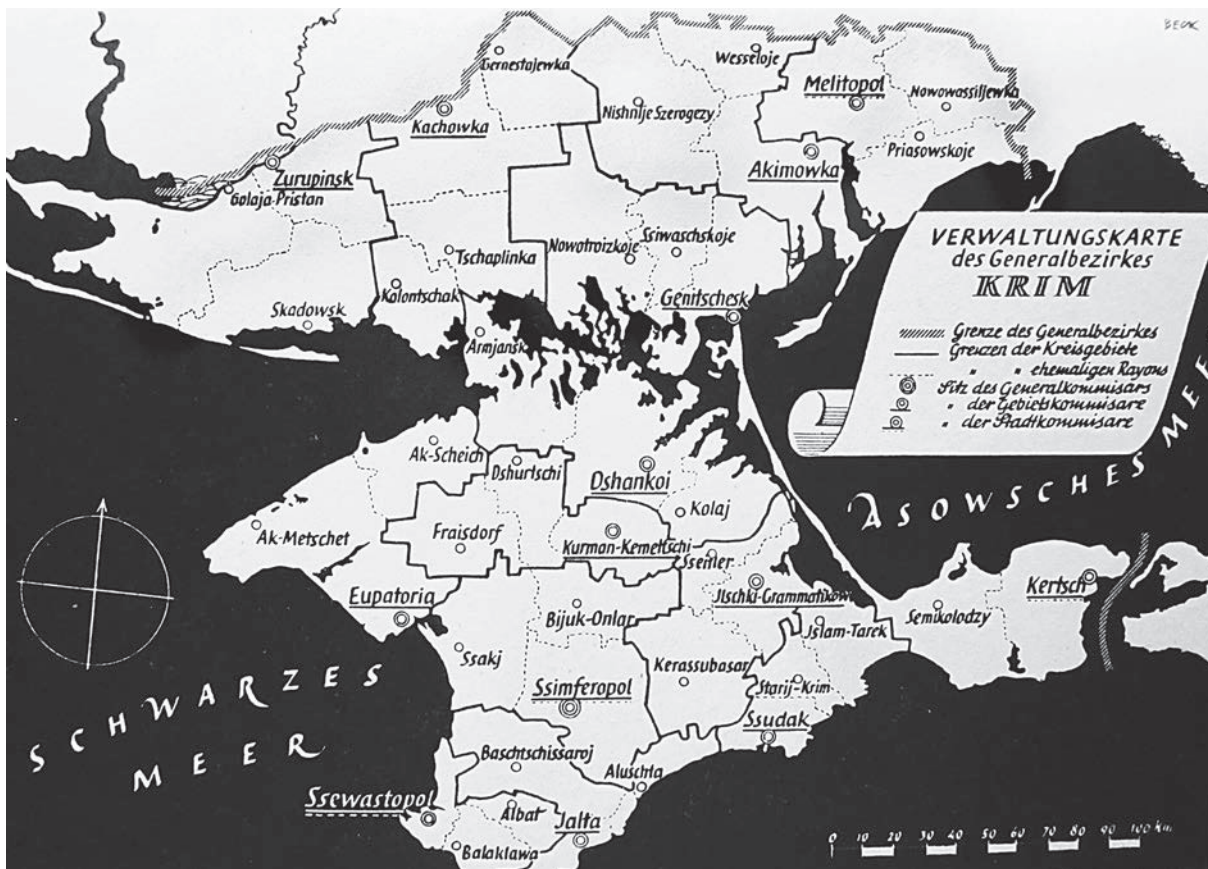 BECK
Gernestajewka
Wesseloje
Melitopol
Nowowassiljewka
Kachowka
Nishnije Szerogezy
Priasowskoje
Akimowka
Zurupinsk
Golaja-Pristan
VERWALTUNGSKARTE
des Generalbezirkes
KRIM
Grenze des Generalbezirkes
Grenzen der Kreisgebiete
" " ehemaligen Rayons
Sitz des Generalkommisars
" der Gebietskommisare
" der Stadtkommisare
Tschaplinka
Nowotroizkoje
Ssiwaschskoje
Kolontschak
Genitschesk
Skadowsk
Armjansk
Ak-Scheich
Dshurtschi
Dshankoi
Kolaj
ASOWSCHES MEER
Ak-Metschet
Fraisdorf
Kurman-Kemeltschi
Sseitler
Eupatoria
Bijuk-Onlar
Jtschki-Grammatikowo
Semikolodzy
Kertsch
Jslam-Tarek
Ssakj
Kerassubasar
SCHWARZES
MEER
Ssimferopol
Starij-Krim
Ssudak
Baschtschissaroj
Aluschta
Ssewastopol
Albat
Jalta
Balaklawa
0 10 20 30 40 50 60 70 80 90 100 km